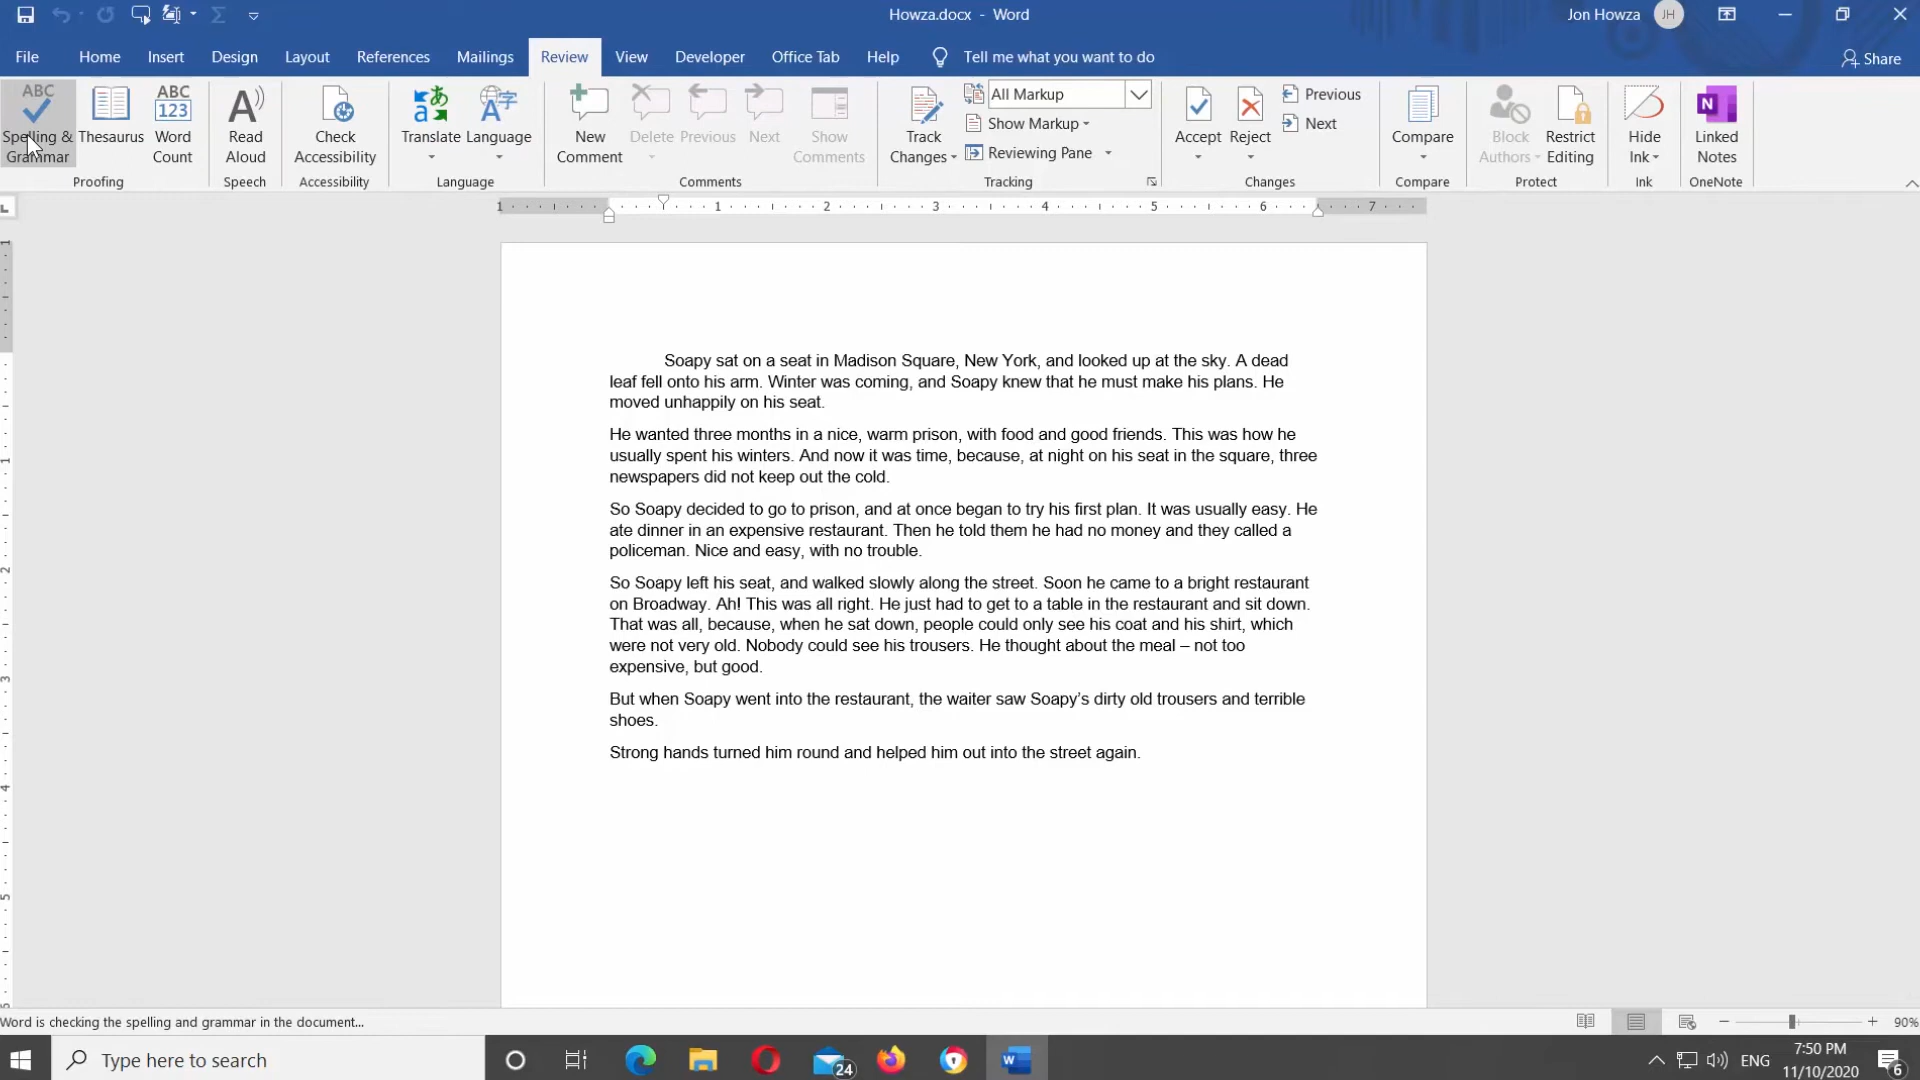 Howza.docx - Word
Jon Howza JH
File Home Insert Design Layout References Mailings Review View Developer Office Tab Help Tell me what you want to do Share
ABC
Spelling &
Grammar
Thesaurus
ABC
123
Word
Count
Proofing
Read
Aloud
Speech
Check
Accessibility
Accessibility
Translate
Language
Language
New
Comment
Delete
Previous
Next
Show
Comments
Comments
Track
Changes
All Markup
Show Markup
Reviewing Pane
Tracking
Accept
Reject
Previous
Next
Changes
Compare
Compare
Block
Authors
Restrict
Editing
Protect
Hide
Ink
Ink
N
Linked
Notes
OneNote
1 1 2 3 4 5 6 7
Soapy sat on a seat in Madison Square, New York, and looked up at the sky. A dead
leaf fell onto his arm. Winter was coming, and Soapy knew that he must make his plans. He
moved unhappily on his seat.
He wanted three months in a nice, warm prison, with food and good friends. This was how he
usually spent his winters. And now it was time, because, at night on his seat in the square, three
newspapers did not keep out the cold.
So Soapy decided to go to prison, and at once began to try his first plan. It was usually easy. He
ate dinner in an expensive restaurant. Then he told them he had no money and they called a
policeman. Nice and easy, with no trouble.
So Soapy left his seat, and walked slowly along the street. Soon he came to a bright restaurant
on Broadway. Ah! This was all right. He just had to get to a table in the restaurant and sit down.
That was all, because, when he sat down, people could only see his coat and his shirt, which
were not very old. Nobody could see his trousers. He thought about the meal – not too
expensive, but good.
But when Soapy went into the restaurant, the waiter saw Soapy’s dirty old trousers and terrible
shoes.
Strong hands turned him round and helped him out into the street again.
Word is checking the spelling and grammar in the document...
90%
Type here to search
24
W
ENG
7:50 PM
11/10/2020
6